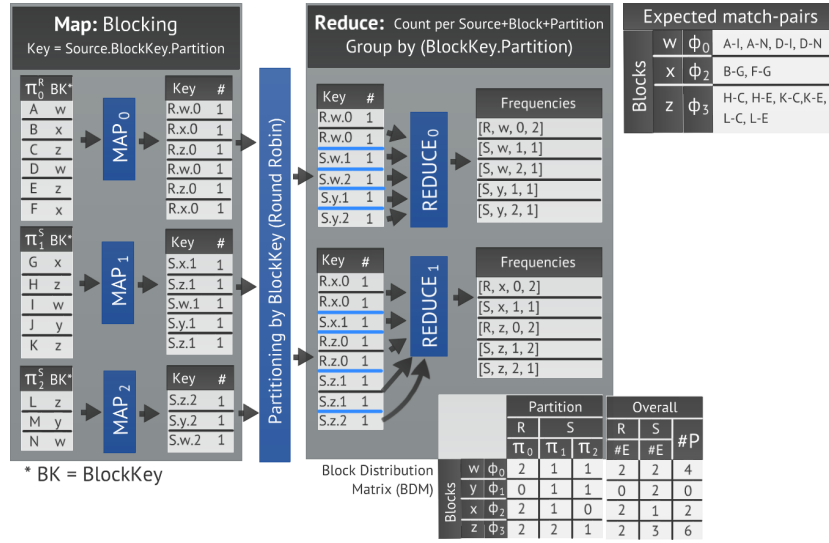 Map: Blocking
Key = Source.BlockKey.Partition
π0R BK*
A w
B x
C z
D w
E z
F x
MAP0
Key #
R.w.0 1
R.x.0 1
R.z.0 1
R.w.0 1
R.z.0 1
R.x.0 1
π1S BK*
G x
H z
I w
J y
K z
MAP 1
Key #
S.x.1 1
S.z.1 1
S.w.1 1
S.y.1 1
S.z.1 1
π2S BK*
L z
M y
N w
MAP 2
Key #
S.z.2 1
S.y.2 1
S.w.2 1
* BK = BlockKey
Partitioning by BlockKey (Round Robin)
Reduce: Count per Source+Block+Partition
Group by (BlockKey.Partition)
Key #
R.w.0 1
R.w.0 1
S.w.1 1
S.w.2 1
S.y.1 1
S.y.2 1
REDUCE0
Frequencies
[R, w, 0, 2]
[S, w, 1, 1]
[S, w, 2, 1]
[S, y, 1, 1]
[S, y, 2, 1]
Key #
R.x.0 1
R.x.0 1
S.x.1 1
R.z.0 1
R.z.0 1
S.z.1 1
S.z.1 1
S.z.2 1
REDUCE 1
Frequencies
[R, x, 0, 2]
[S, x, 1, 1]
[R, z, 0, 2]
[S, z, 1, 2]
[S, z, 2, 1]
Expected match-pairs
Blocks
w ϕ0 A-I, A-N, D-I, D-N
x ϕ2 B-G, F-G
z ϕ3 H-C, H-E, K-C,K-E,
L-C, L-E
Block Distribution
Matrix (BDM)
Partition Overall
R S R S #P
π0 π1 π2 #E #E
Blocks
w ϕ0 2 1 1 2 2 4
y ϕ1 0 1 1 0 2 0
x ϕ2 2 1 0 2 1 2
z ϕ3 2 2 1 2 3 6